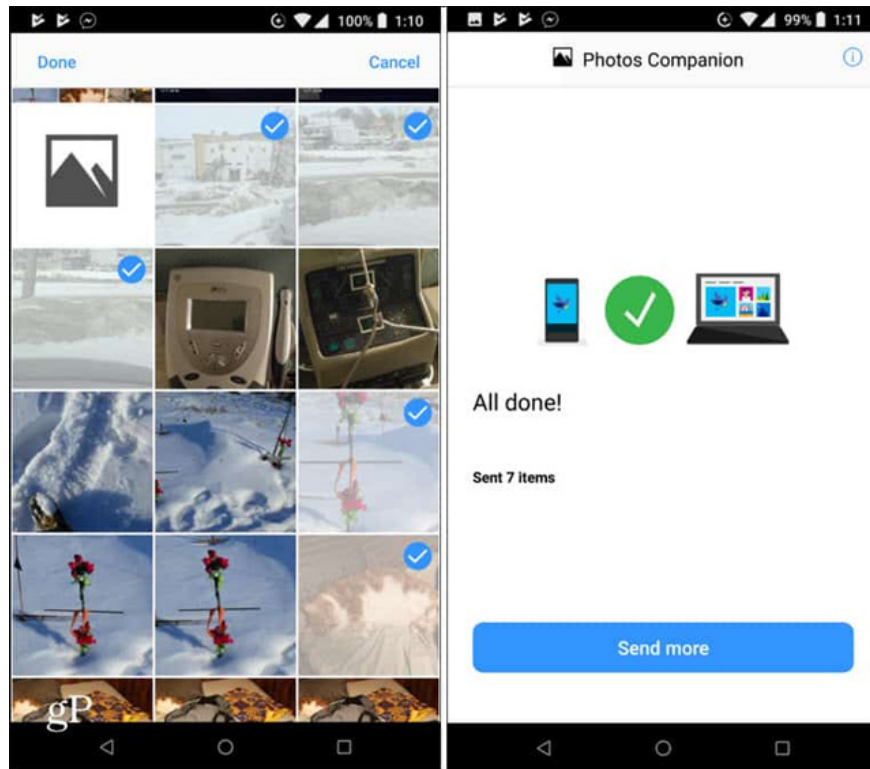 100% 1:10
Done Cancel
gP
99% 1:11
Photos Companion
All done!
Sent 7 items
Send more